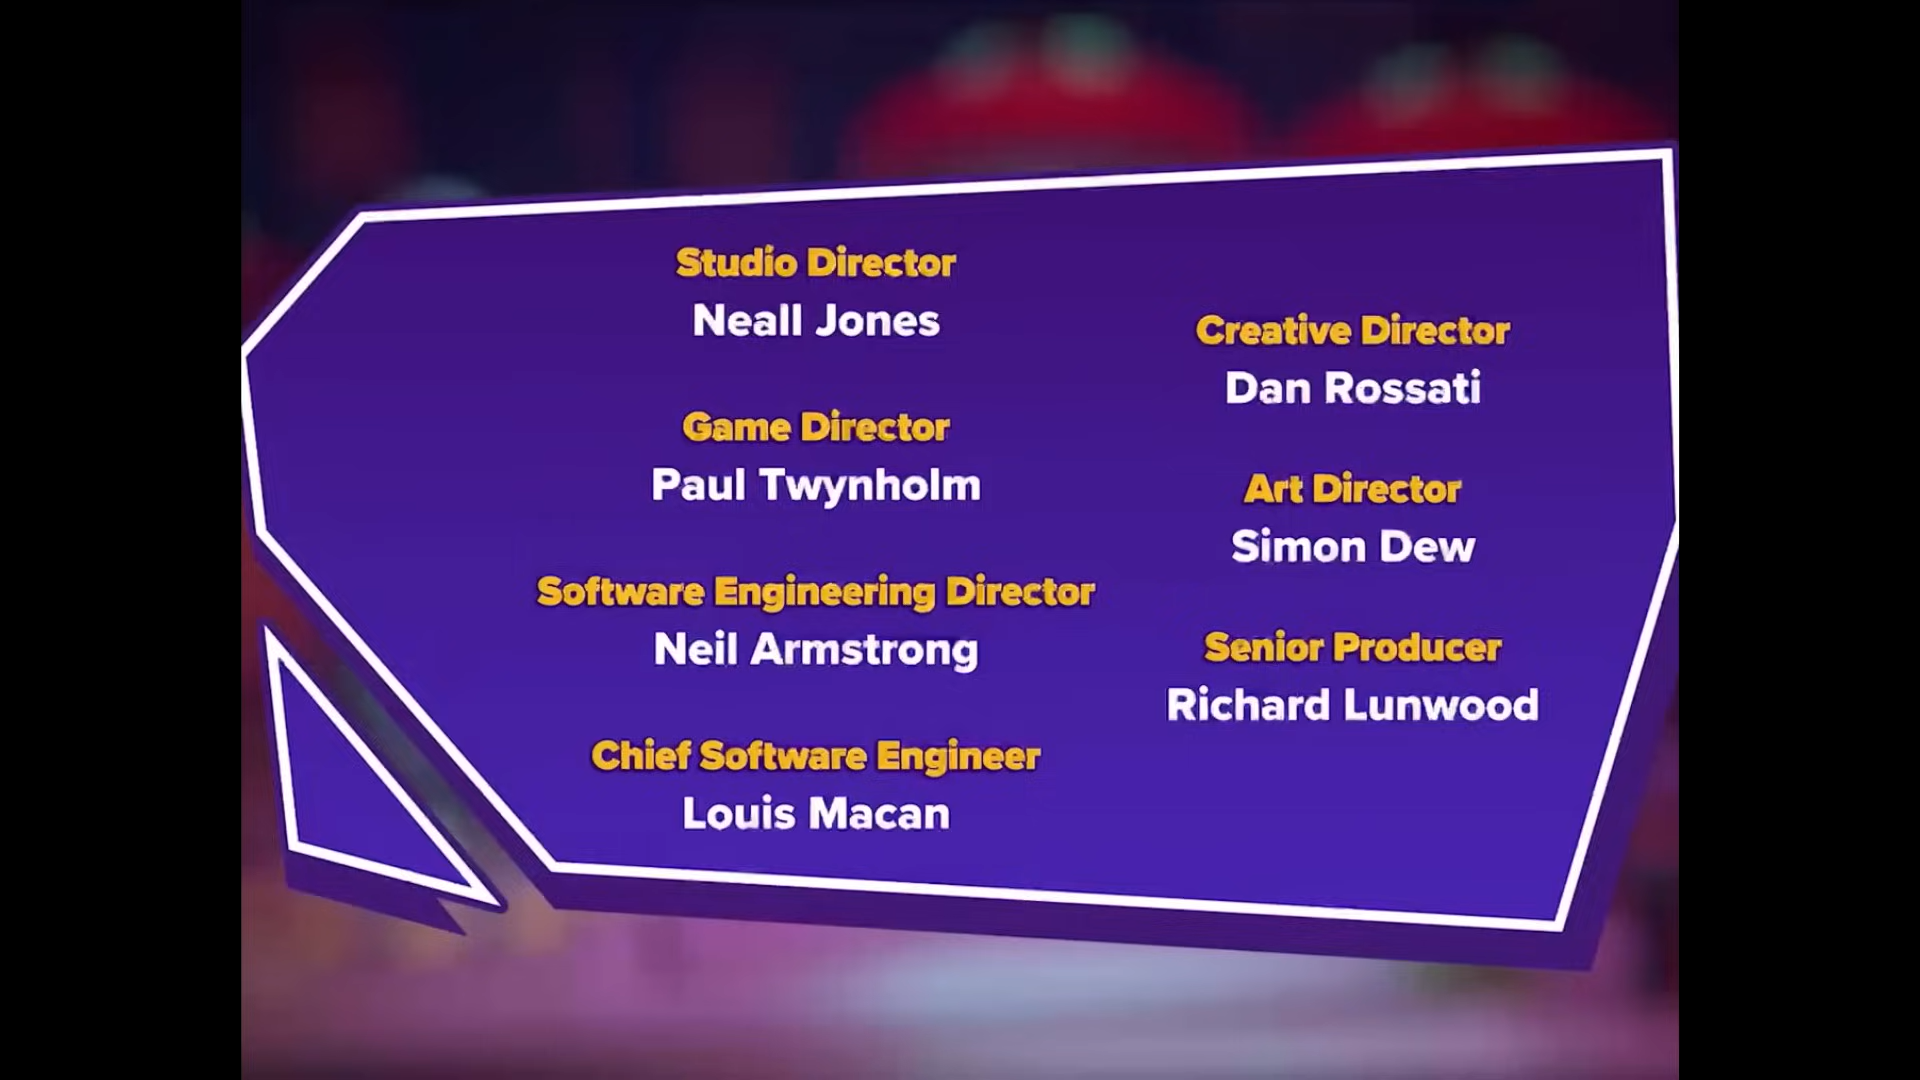 Studio Director
Neall Jones
Game Director
Paul Twynholm
Software Engineering Director
Neil Armstrong
Chief Software Engineer
Louis Macan
Creative Director
Dan Rossati
Art Director
Simon Dew
Senior Producer
Richard Lunwood